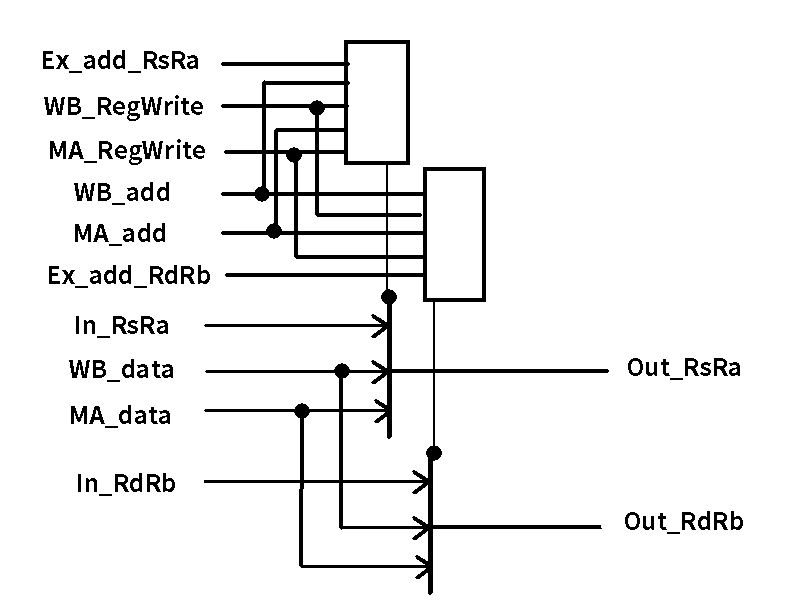 Ex_add_RsRa
WB_RegWrite
MA_RegWrite
WB_add
MA_add
Ex_add_RdRb
In_RsRa
WB_data
Out_RsRa
MA_data
In_RdRb
Out_RdRb